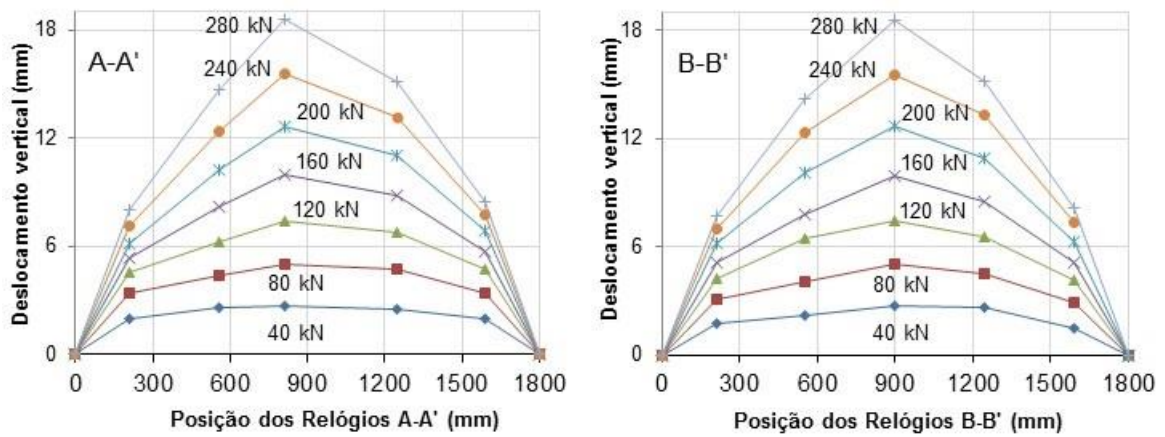 Deslocamento vertical (mm)
18
12
6
0
A-A'
280 kN
240 kN
200 kN
160 kN
120 kN
80 kN
40 kN
0 300 600 900 1200 1500 1800
Posição dos Relógios A-A' (mm)
Deslocamento vertical (mm)
18
12
6
0
B-B'
280 kN
240 kN
200 kN
160 kN
120 kN
80 kN
40 kN
0 300 600 900 1200 1500 1800
Posição dos Relógios B-B' (mm)